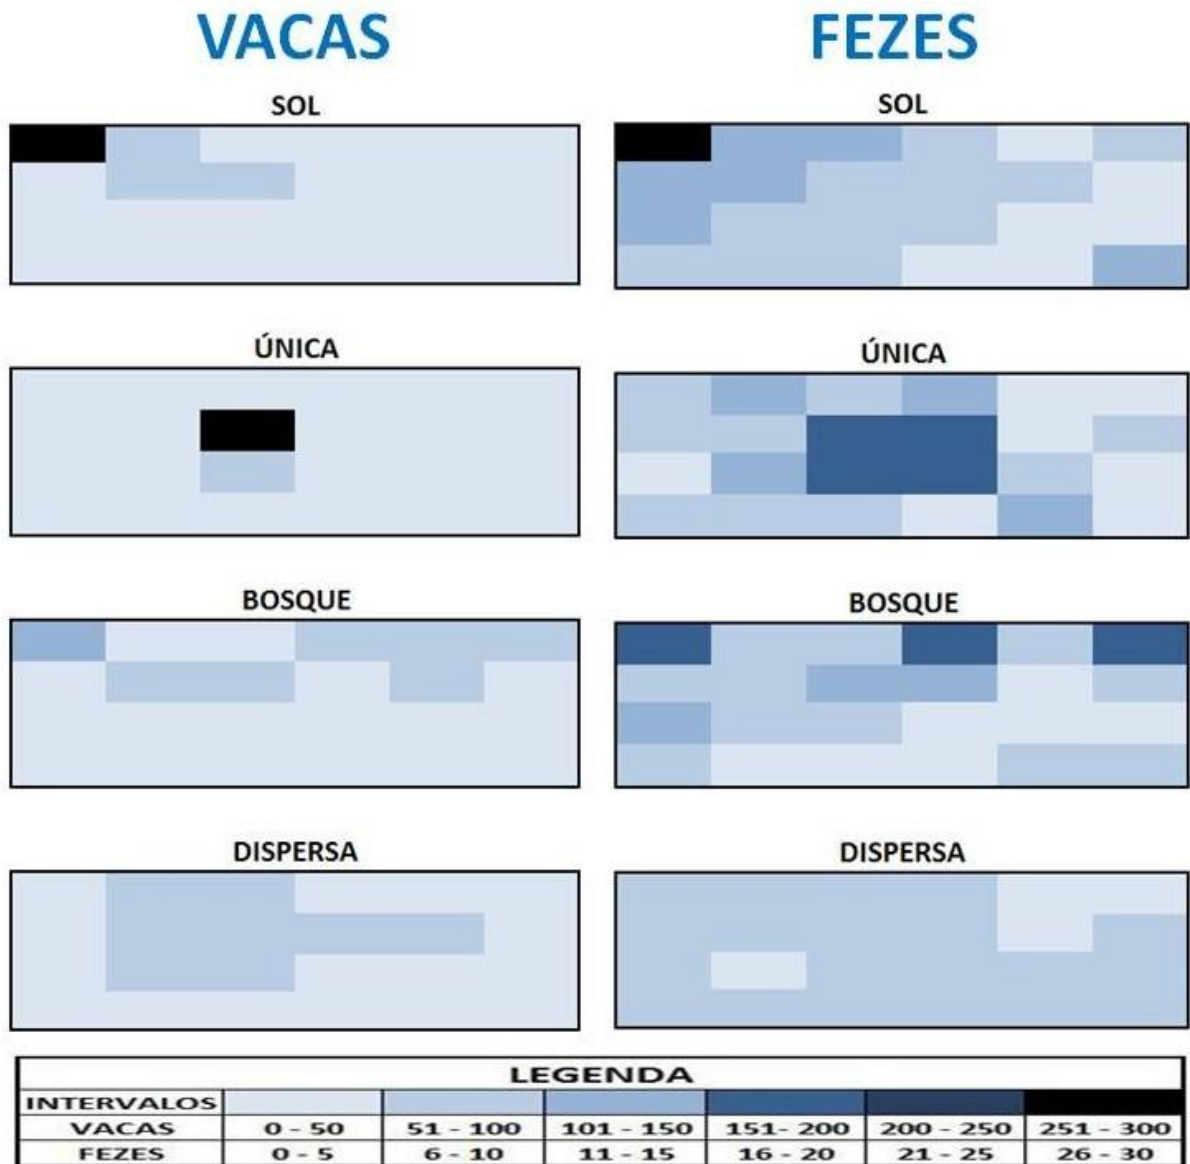 VACAS FEZES
SOL SOL
ÚNICA ÚNICA
BOSQUE BOSQUE
DISPERSA DISPERSA
LEGENDA
INTERVALOS
VACAS 0 - 50 51 - 100 101 - 150 151- 200 200 - 250 251 - 300
FEZES 0 - 5 6 - 10 11 - 15 16 - 20 21 - 25 26 - 30